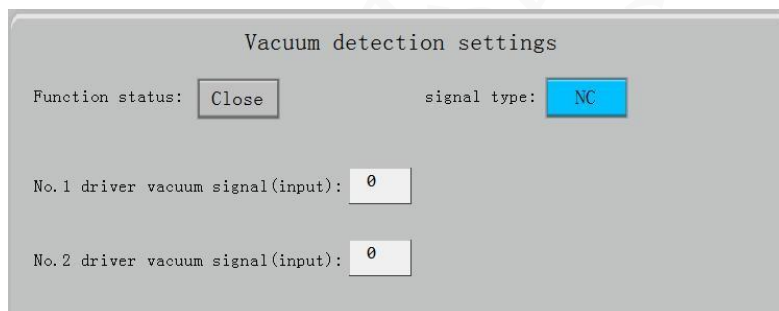 Vacuum detection settings
Function status: Close signal type: NC
No.1 driver vacuum signal(input): 0
No.2 driver vacuum signal(input): 0